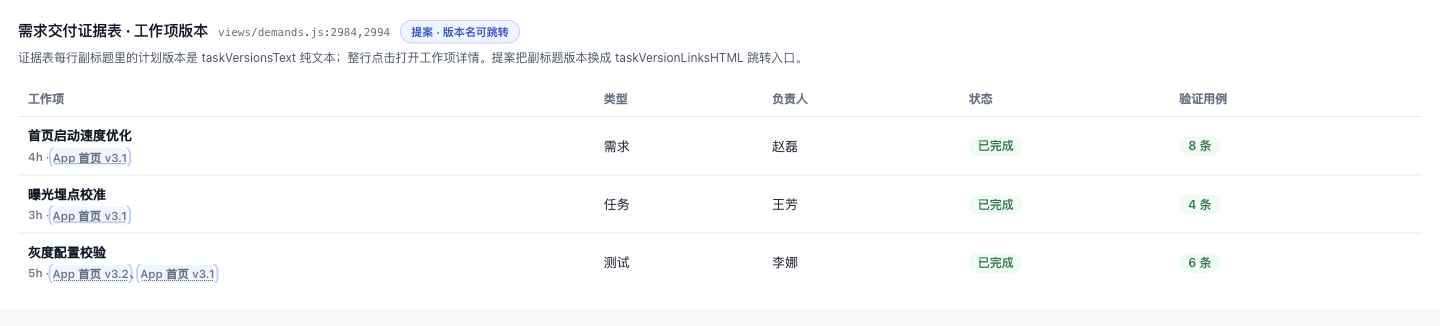 需求交付证据表 · 工作项版本 views/demands.js:2984,2994 提案 · 版本名可跳转
证据表每行副标题里的计划版本是 taskVersionsText 纯文本；整行点击打开工作项详情。提案把副标题版本换成 taskVersionLinksHTML 跳转入口。
工作项 类型 负责人 状态 验证用例
首页启动速度优化
4h · App 首页 v3.1
需求 赵磊 已完成 8 条
曝光埋点校准
3h · App 首页 v3.1
任务 王芳 已完成 4 条
灰度配置校验
5h · App 首页 v3.2、App 首页 v3.1
测试 李娜 已完成 6 条